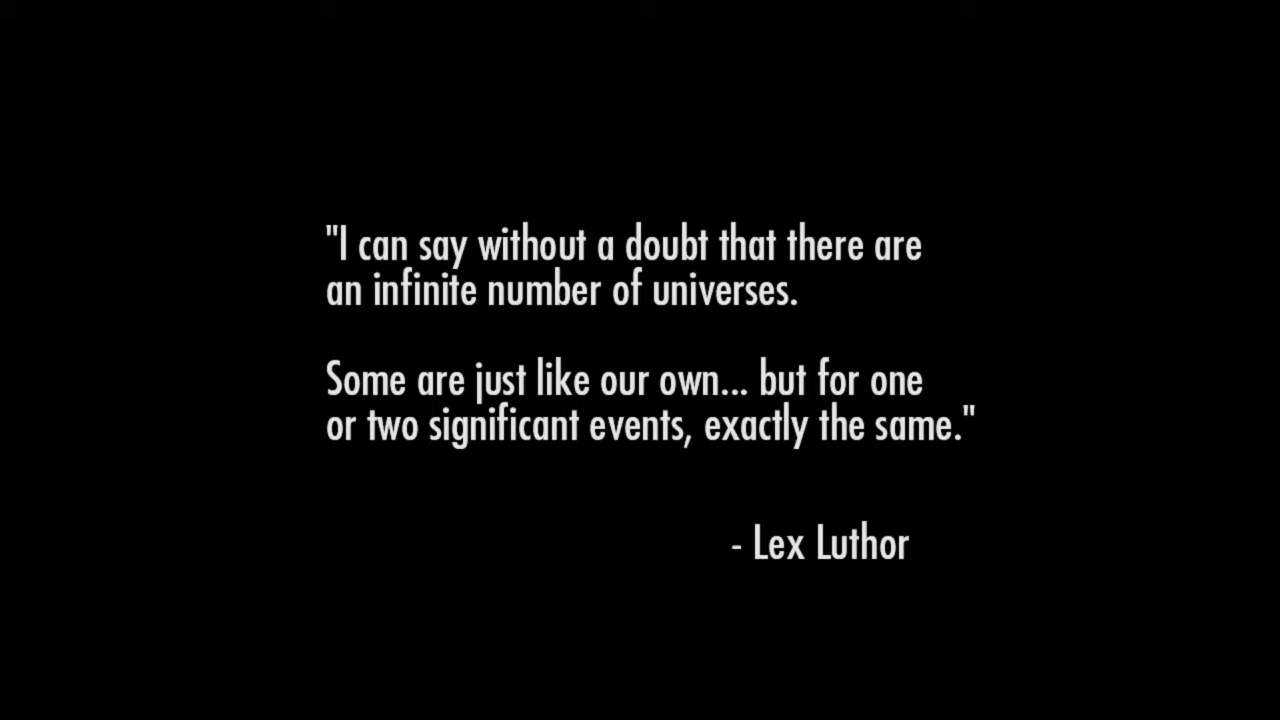 "I can say without a doubt that there are
an infinite number of universes.
Some are just like our own... but for one
or two significant events, exactly the same."
- Lex Luthor